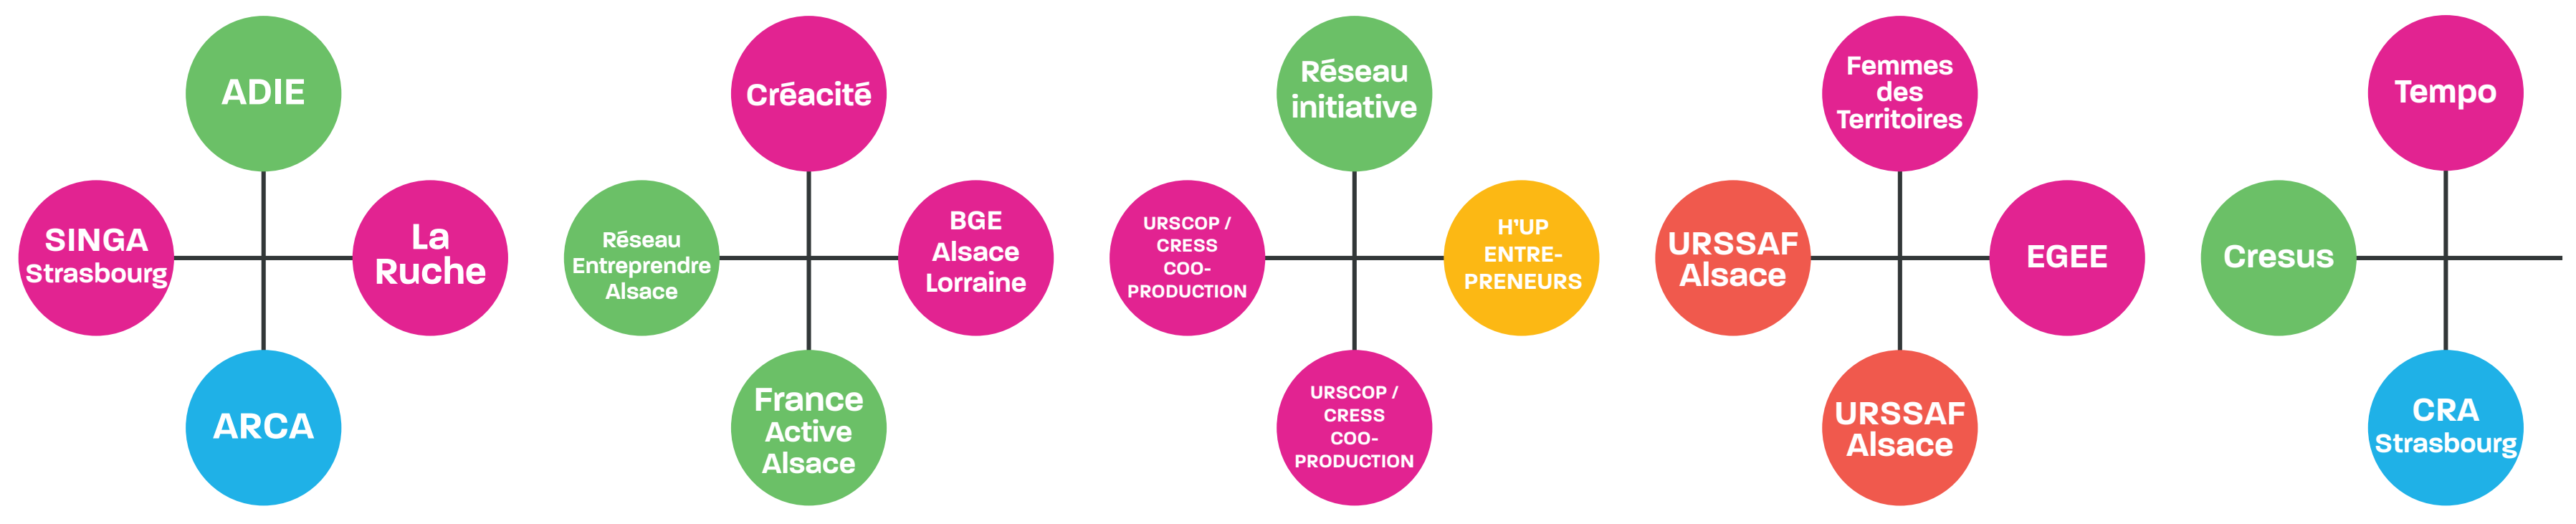 ADIE
SINGA
Strasbourg
La
Ruche
ARCA
Créacité
Réseau
Entreprendre
Alsace
BGE
Alsace
Lorraine
France
Active
Alsace
Réseau
initiative
URSCOP /
CRESS
COO-
PRODUCTION
H'UP
ENTRE-
PRENEURS
URSCOP /
CRESS
COO-
PRODUCTION
Femmes
des
Territoires
URSSAF
Alsace
EGEE
URSSAF
Alsace
Tempo
Cresus
CRA
Strasbourg